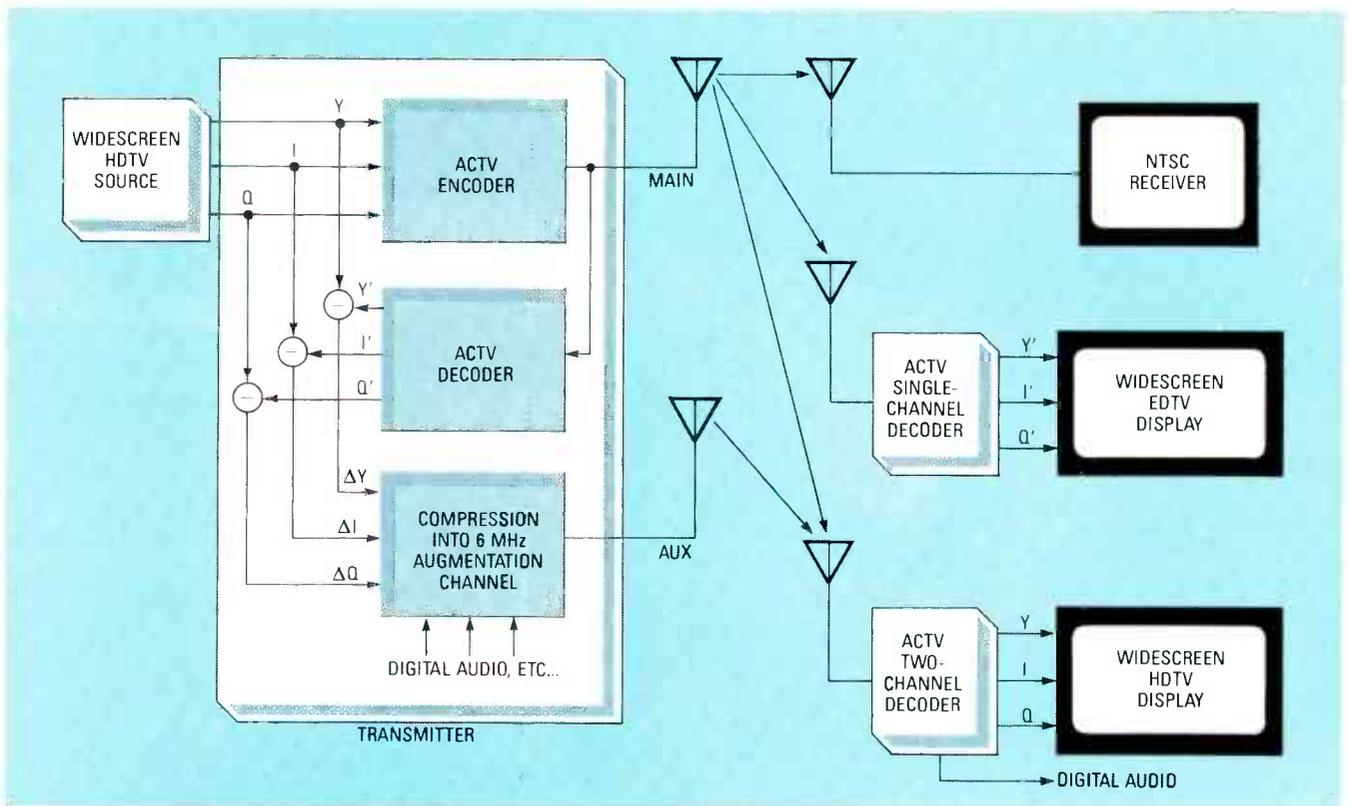 WIDESCREEN
HDTV
SOURCE
Y
I
Q
ACTV
ENCODER
MAIN
NTSC
RECEIVER
Y'
I'
Q'
ACTV
DECODER
ACTV
SINGLE-
CHANNEL
DECODER
Y'
I'
Q'
WIDESCREEN
EDTV
DISPLAY
ΔY
ΔI
ΔQ
COMPRESSION
INTO 6 MHz
AUGMENTATION
CHANNEL
AUX
DIGITAL AUDIO, ETC...
TRANSMITTER
ACTV
TWO-
CHANNEL
DECODER
Y
I
Q
WIDESCREEN
HDTV
DISPLAY
DIGITAL AUDIO